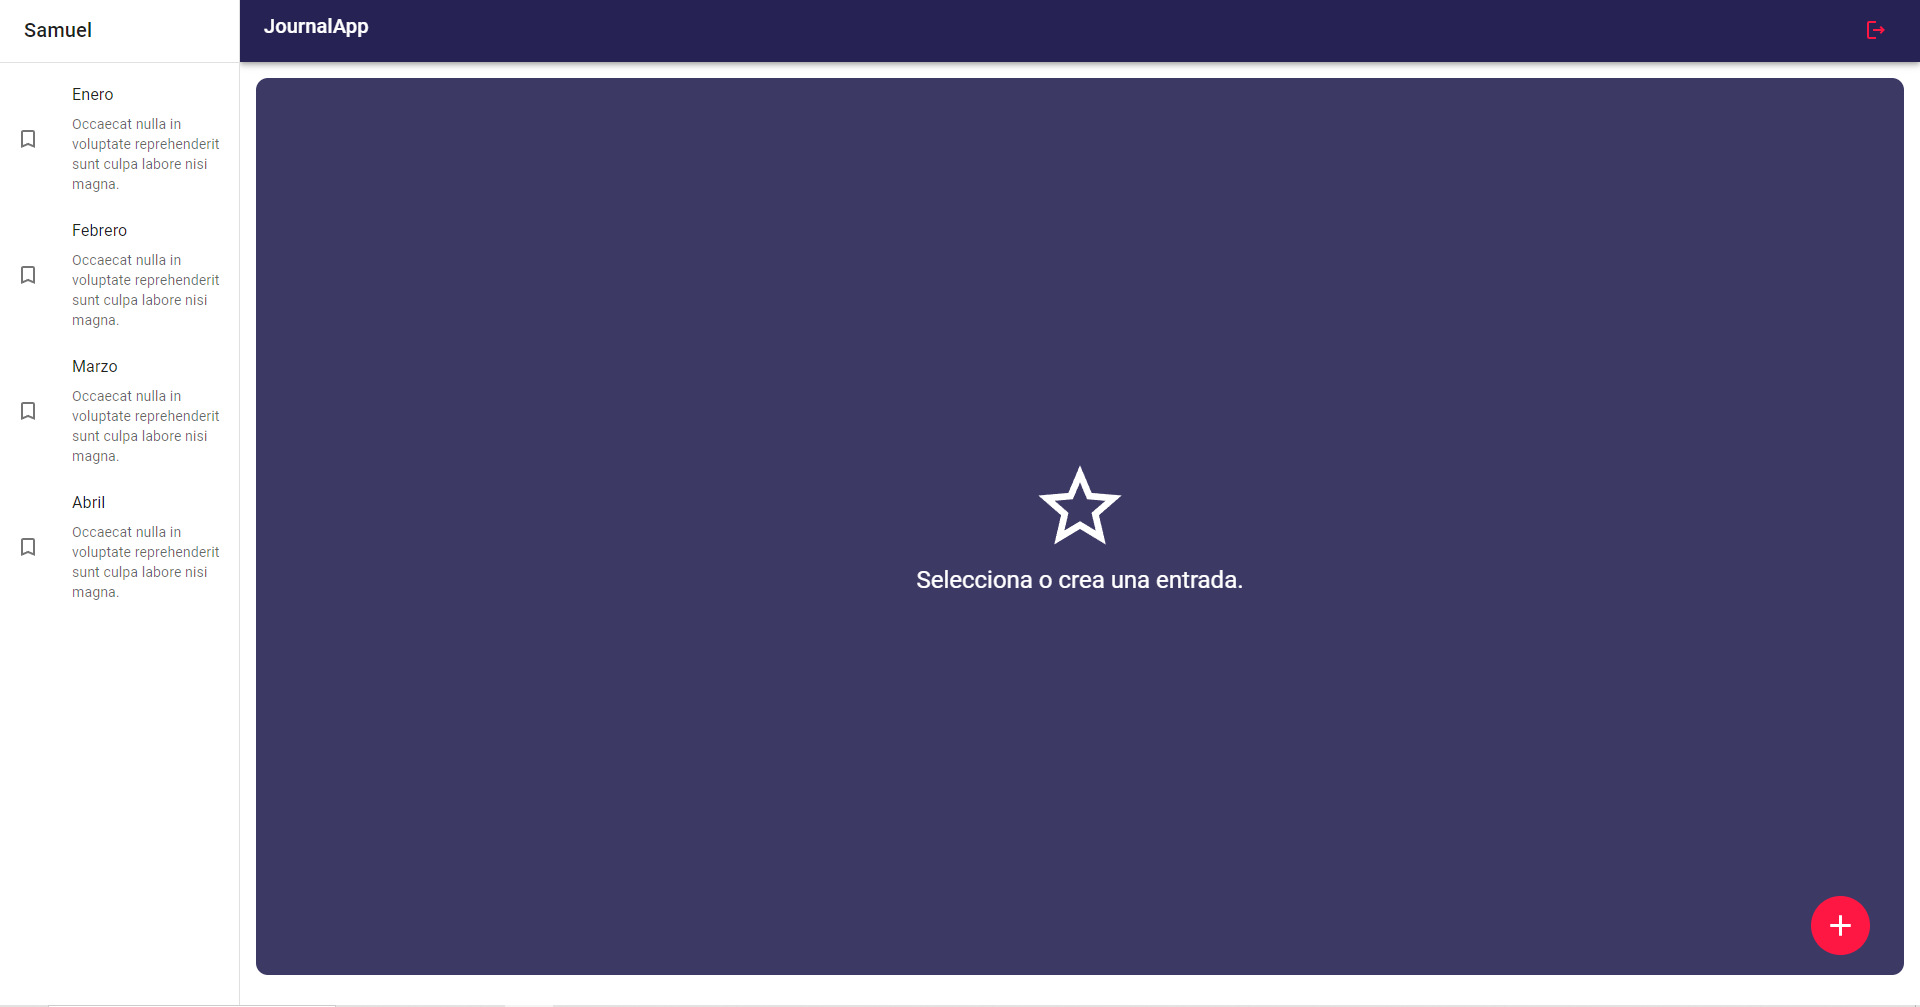 Samuel
JournalApp
Enero
Occaecat nulla in
voluptate reprehenderit
sunt culpa labore nisi
magna.
Febrero
Occaecat nulla in
voluptate reprehenderit
sunt culpa labore nisi
magna.
Marzo
Occaecat nulla in
voluptate reprehenderit
sunt culpa labore nisi
magna.
Abril
Occaecat nulla in
voluptate reprehenderit
sunt culpa labore nisi
magna.
Selecciona o crea una entrada.